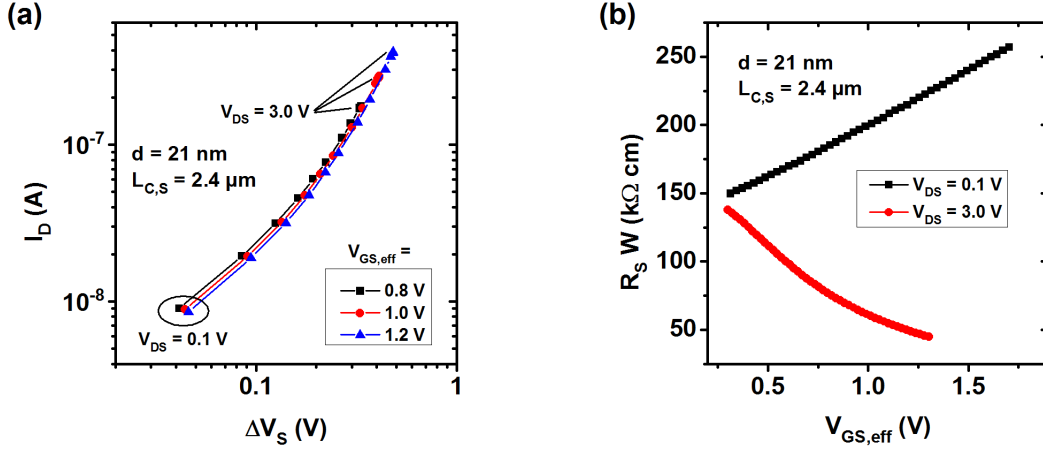 (a)
I_D (A)
10^-7
10^-8
V_DS = 3.0 V
d = 21 nm
L_C,S = 2.4 µm
V_GS,eff =
0.8 V
1.0 V
1.2 V
V_DS = 0.1 V
0.1
1
ΔV_S (V)
(b)
R_S W (kΩ cm)
250
200
150
100
50
d = 21 nm
L_C,S = 2.4 µm
V_DS = 0.1 V
V_DS = 3.0 V
0.5
1.0
1.5
V_GS,eff (V)